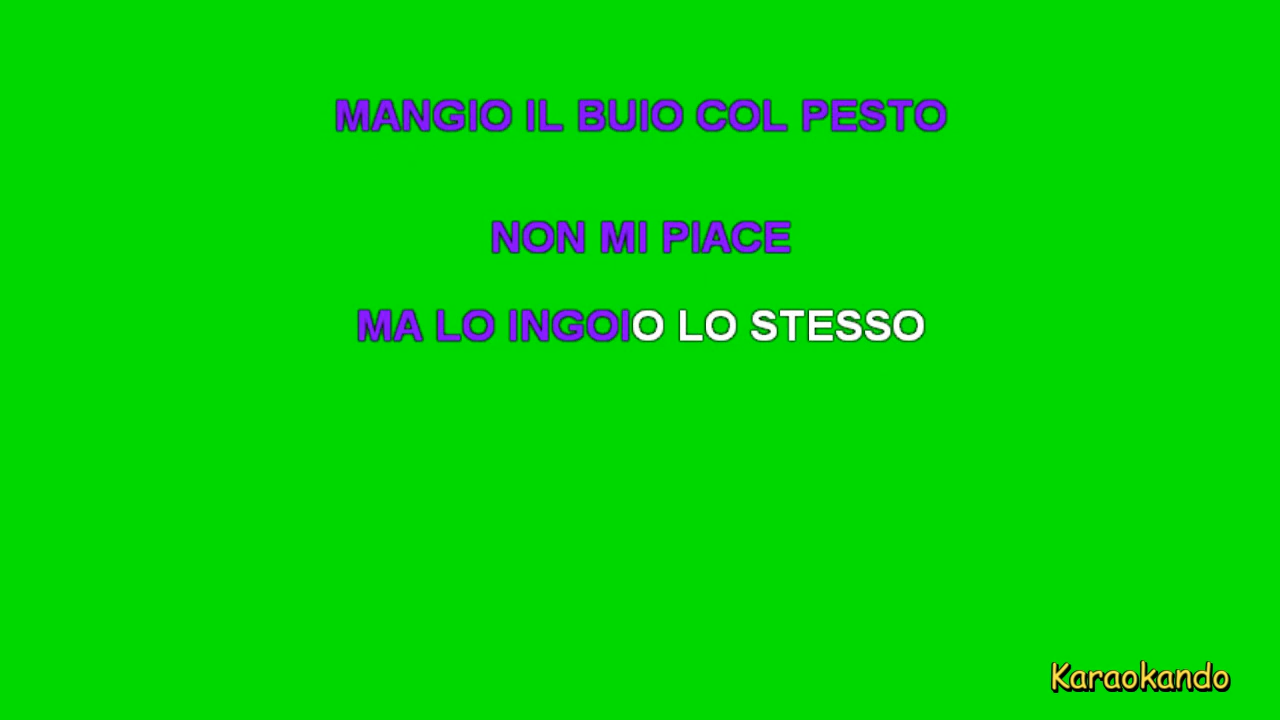 MANGIO IL BUIO COL PESTO
NON MI PIACE
MA LO INGOIO LO STESSO
Karaokando